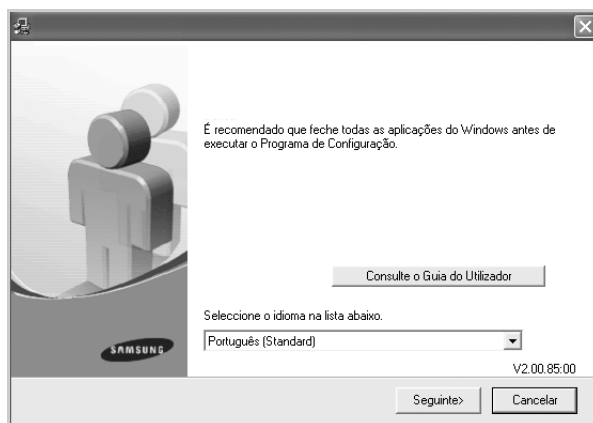 É recomendado que feche todas as aplicações do Windows antes de
executar o Programa de Configuração.
Consulte o Guia do Utilizador
Seleccione o idioma na lista abaixo.
Português (Standard)
SAMSUNG
V2.00.85:00
Seguinte>
Cancelar